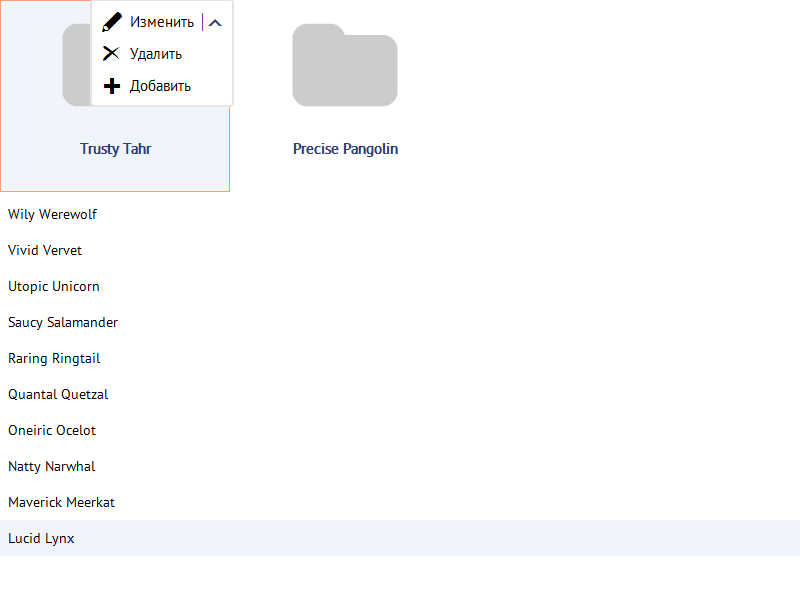 Изменить
Удалить
Добавить
Trusty Tahr
Precise Pangolin
Wily Werewolf
Vivid Vervet
Utopic Unicorn
Saucy Salamander
Raring Ringtail
Quantal Quetzal
Oneiric Ocelot
Natty Narwhal
Maverick Meerkat
Lucid Lynx